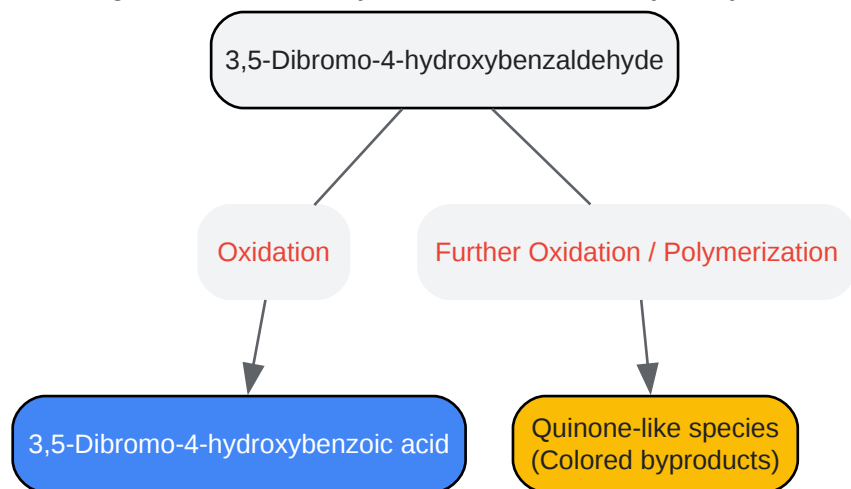 3,5-Dibromo-4-hydroxybenzaldehyde
Oxidation
Further Oxidation / Polymerization
3,5-Dibromo-4-hydroxybenzoic acid
Quinone-like species
(Colored byproducts)